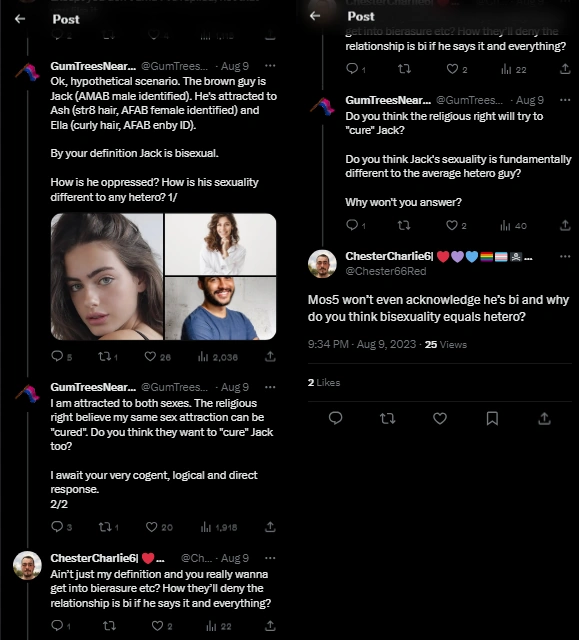 Post
GumTreesNear... @GumTrees... · Aug 9
Ok, hypothetical scenario. The brown guy is
Jack (AMAB male identified). He's attracted to
Ash (str8 hair, AFAB female identified) and
Ella (curly hair, AFAB enby ID).
By your definition Jack is bisexual.
How is he oppressed? How is his sexuality
different to any hetero? 1/
5 1 26 2,036
GumTreesNear... @GumTrees... · Aug 9
I am attracted to both sexes. The religious
right believe my same sex attraction can be
"cured". Do you think they want to "cure" Jack
too?
I await your very cogent, logical and direct
response.
2/2
3 1 20 1,918
ChesterCharlie6| ❤️... @Ch... · Aug 9
Ain't just my definition and you really wanna
get into bierasure etc? How they'll deny the
relationship is bi if he says it and everything?
1 2 22
Post
get into bierasure etc? How they'll deny the
relationship is bi if he says it and everything?
1 2 22
GumTreesNear... @GumTrees... · Aug 9
Do you think the religious right will try to
"cure" Jack?
Do you think Jack's sexuality is fundamentally
different to the average hetero guy?
Why won't you answer?
1 2 40
ChesterCharlie6| ❤️💜💙🏳️‍🌈🏳️‍⚧️🏴‍☠️...
@Chester66Red
Mos5 won't even acknowledge he's bi and why
do you think bisexuality equals hetero?
9:34 PM · Aug 9, 2023 · 25 Views
2 Likes